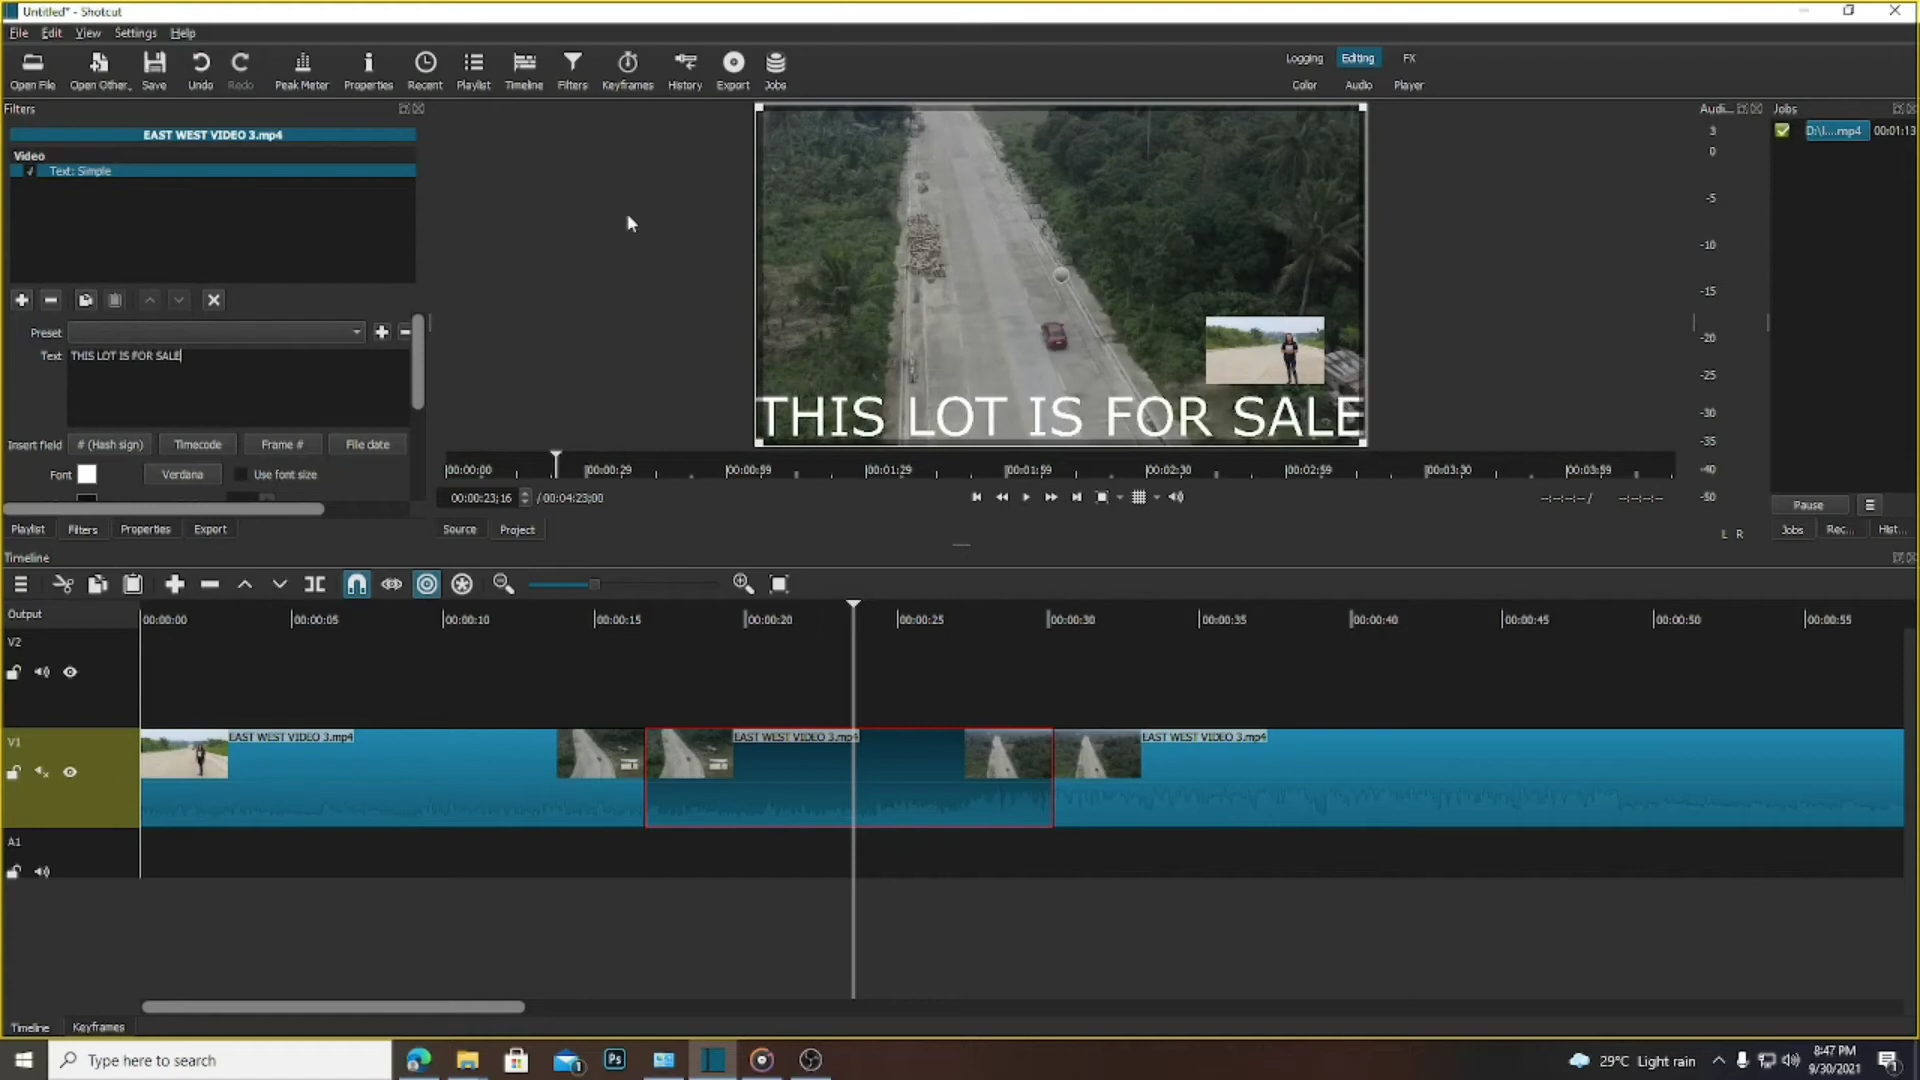 Untitled* - Shotcut
File Edit View Settings Help
Open File Open Other.. Save Undo Redo Peak Meter Properties Recent Playlist Timeline Filters Keyframes History Export Jobs
Logging Editing FX
Color Audio Player
Filters
Audi... Jobs
EAST WEST VIDEO 3.mp4
Video
Text: Simple
3
0
-5
-10
-15
-20
-25
-30
-35
-40
-50
D:\I....mp4 00:01:13
Preset
Text THIS LOT IS FOR SALE
Insert field # (Hash sign) Timecode Frame # File date
Font Verdana Use font size
THIS LOT IS FOR SALE
00:00:00 00:00:29 00:00:59 00:01:29 00:01:59 00:02:30 00:02:59 00:03:30 00:03:59
00:00:23;16 / 00:04:23;00
--:--:--:-- / --:--:--:--
Pause
Playlist Filters Properties Export
Source Project
L R
Jobs Rec... Hist...
Timeline
Output
00:00:00 00:00:05 00:00:10 00:00:15 00:00:20 00:00:25 00:00:30 00:00:35 00:00:40 00:00:45 00:00:50 00:00:55
V2
V1
EAST WEST VIDEO 3.mp4 EAST WEST VIDEO 3.mp4 EAST WEST VIDEO 3.mp4
A1
Timeline Keyframes
Type here to search
Ps
29°C Light rain
8:47 PM
9/30/2021